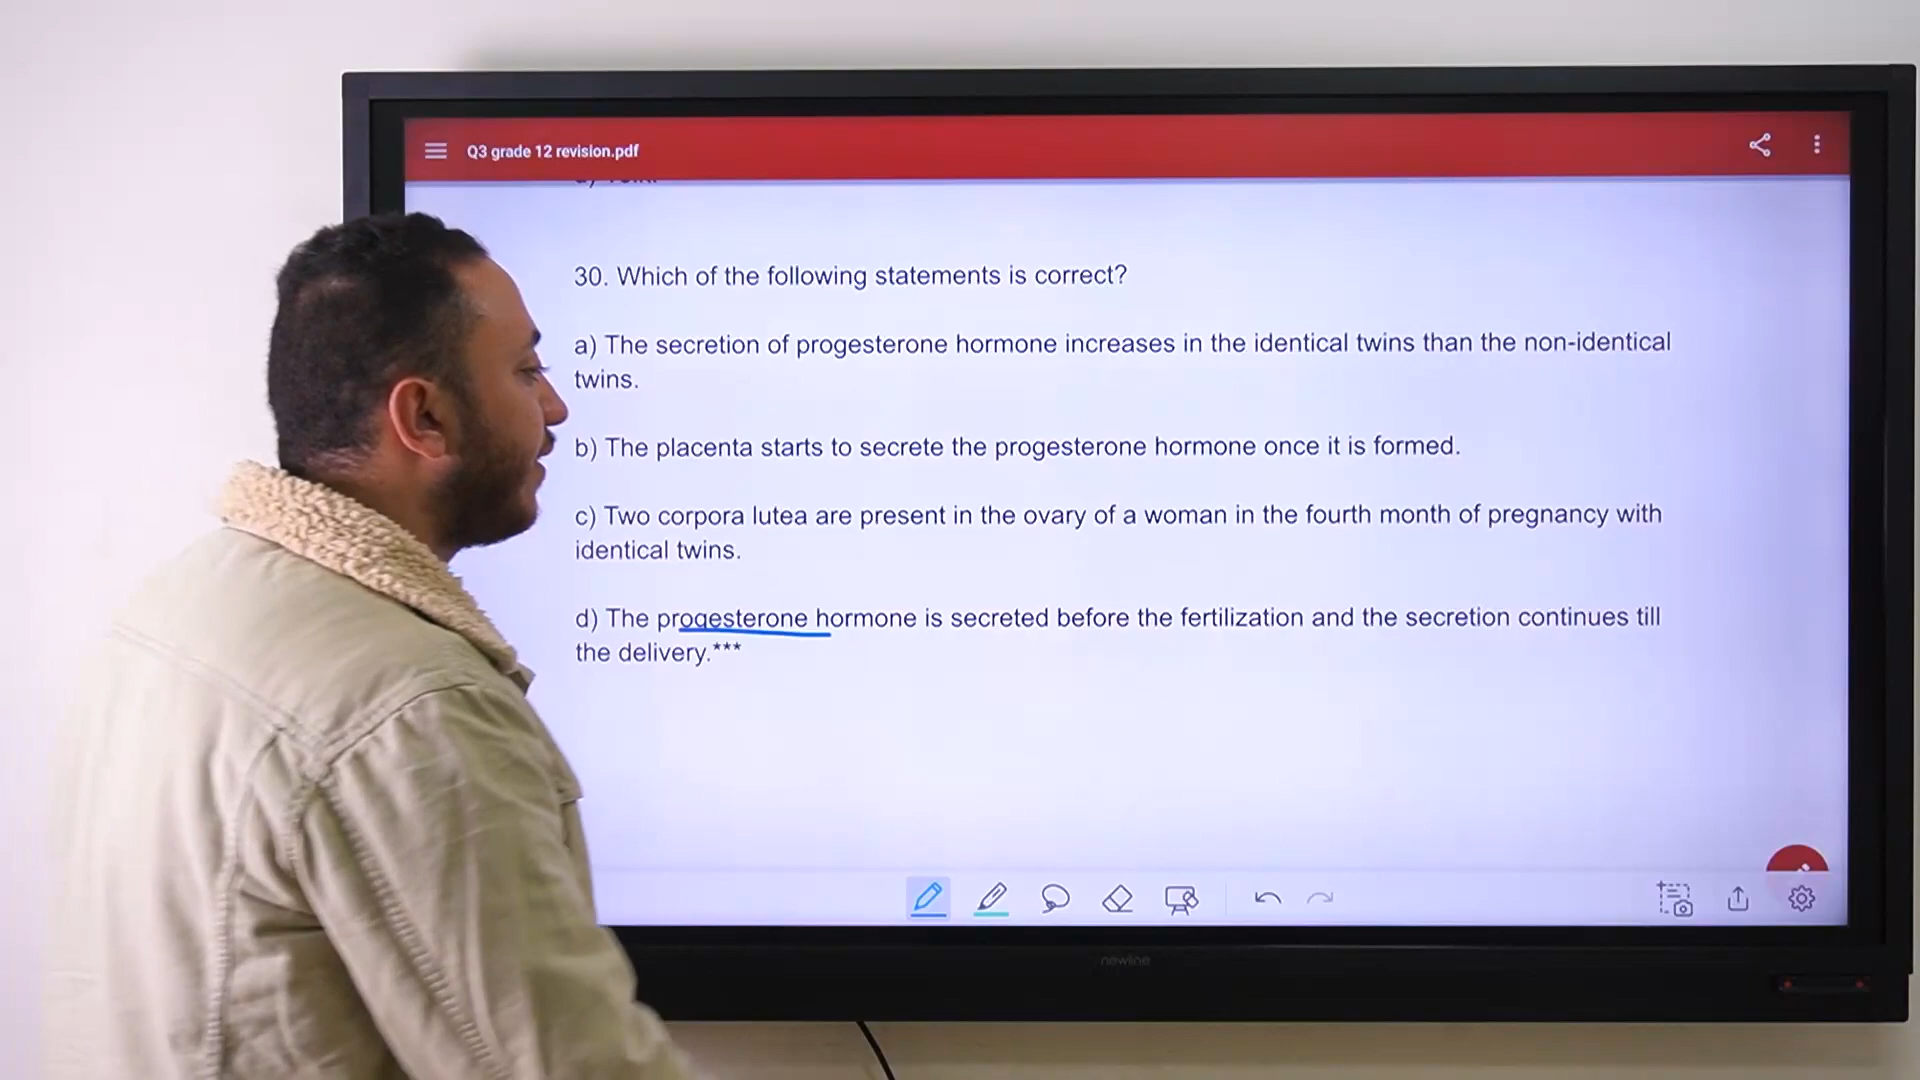 Q3 grade 12 revision.pdf
30. Which of the following statements is correct?
a) The secretion of progesterone hormone increases in the identical twins than the non-identical
twins.
b) The placenta starts to secrete the progesterone hormone once it is formed.
c) Two corpora lutea are present in the ovary of a woman in the fourth month of pregnancy with
identical twins.
d) The progesterone hormone is secreted before the fertilization and the secretion continues till
the delivery.***
newline